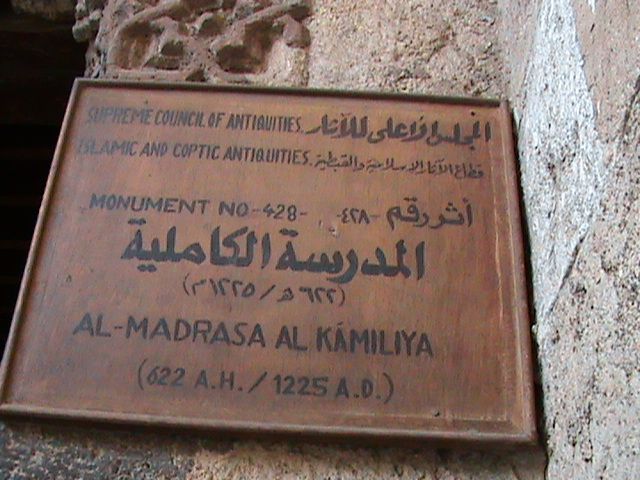 SUPREME COUNCIL OF ANTIQUITIES. المجلس الأعلى للآثار
ISLAMIC AND COPTIC ANTIQUITIES. قطاع الآثار الإسلامية والقبطية
MONUMENT NO-428- أثر رقم -٤٢٨-
المدرسة الكاملية
(٦٢٢ هـ / ١٢٢٥ م)
AL-MADRASA AL KÁMILIYA
(622 A.H. / 1225 A.D.)